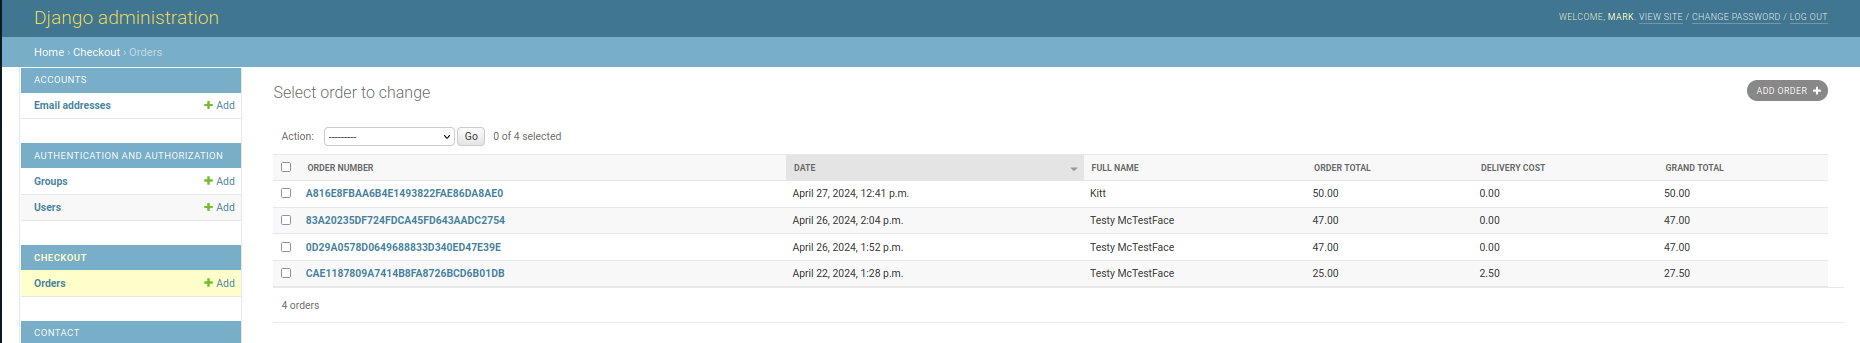 Django administration
WELCOME, MARK. VIEW SITE / CHANGE PASSWORD / LOG OUT
Home › Checkout › Orders
ACCOUNTS
Email addresses + Add
AUTHENTICATION AND AUTHORIZATION
Groups + Add
Users + Add
CHECKOUT
Orders + Add
CONTACT
Select order to change
ADD ORDER +
Action: --------- Go 0 of 4 selected
ORDER NUMBER DATE FULL NAME ORDER TOTAL DELIVERY COST GRAND TOTAL
A816E8FBAA6B4E1493822FAE86DA8AE0 April 27, 2024, 12:41 p.m. Kitt 50.00 0.00 50.00
83A20235DF724FDCA45FD643AADC2754 April 26, 2024, 2:04 p.m. Testy McTestFace 47.00 0.00 47.00
0D29A0578D0649688833D340ED47E39E April 26, 2024, 1:52 p.m. Testy McTestFace 47.00 0.00 47.00
CAE1187809A7414B8FA8726BCD6B01DB April 22, 2024, 1:28 p.m. Testy McTestFace 25.00 2.50 27.50
4 orders